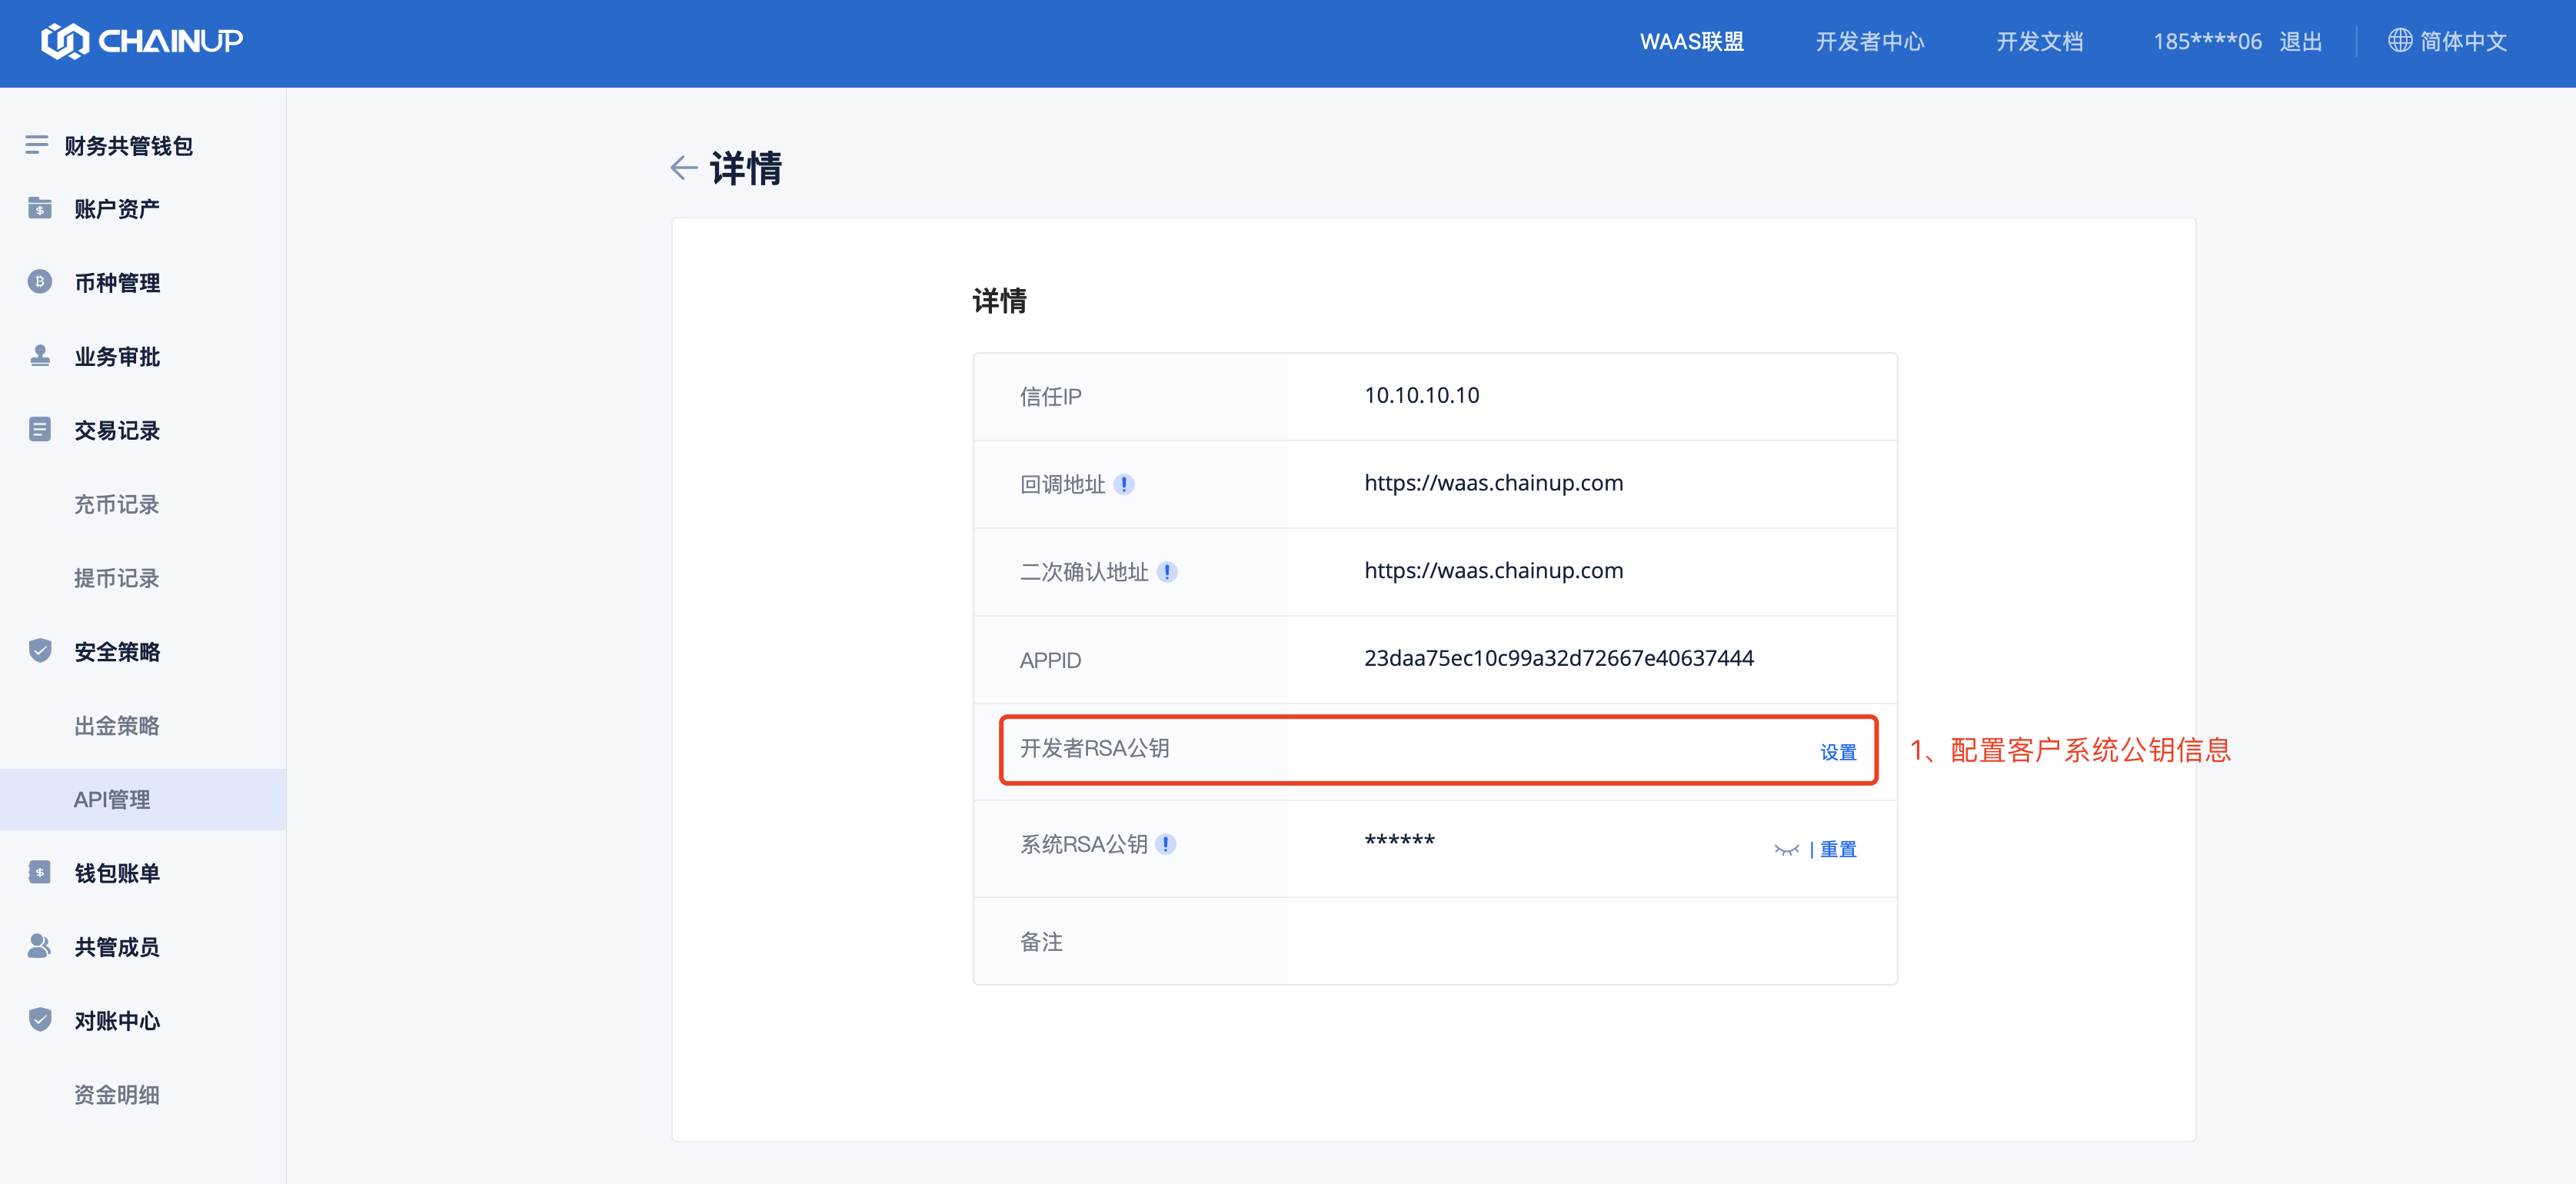 CHAINUP
WAAS联盟 开发者中心 开发文档 185****06 退出 简体中文
财务共管钱包
账户资产
币种管理
业务审批
交易记录
充币记录
提币记录
安全策略
出金策略
API管理
钱包账单
共管成员
对账中心
资金明细
← 详情
详情
信任IP 10.10.10.10
回调地址 ! https://waas.chainup.com
二次确认地址 ! https://waas.chainup.com
APPID 23daa75ec10c99a32d72667e40637444
开发者RSA公钥 设置
1、配置客户系统公钥信息
系统RSA公钥 ! ****** | 重置
备注